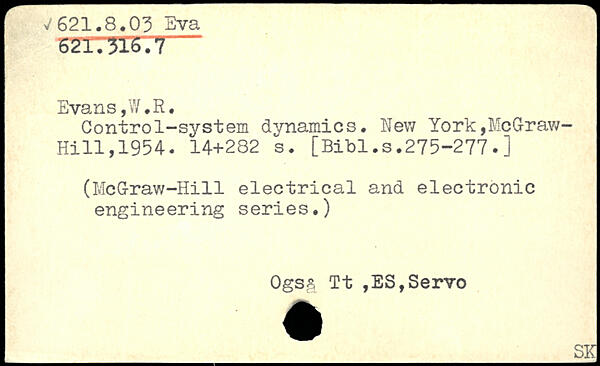 √621.8.03 Eva
621.316.7
Evans,W.R.
Control-system dynamics. New York,McGraw-
Hill,1954. 14+282 s. [Bibl.s.275-277.]
(McGraw-Hill electrical and electronic
engineering series.)
Også Tt ,ES,Servo
SK